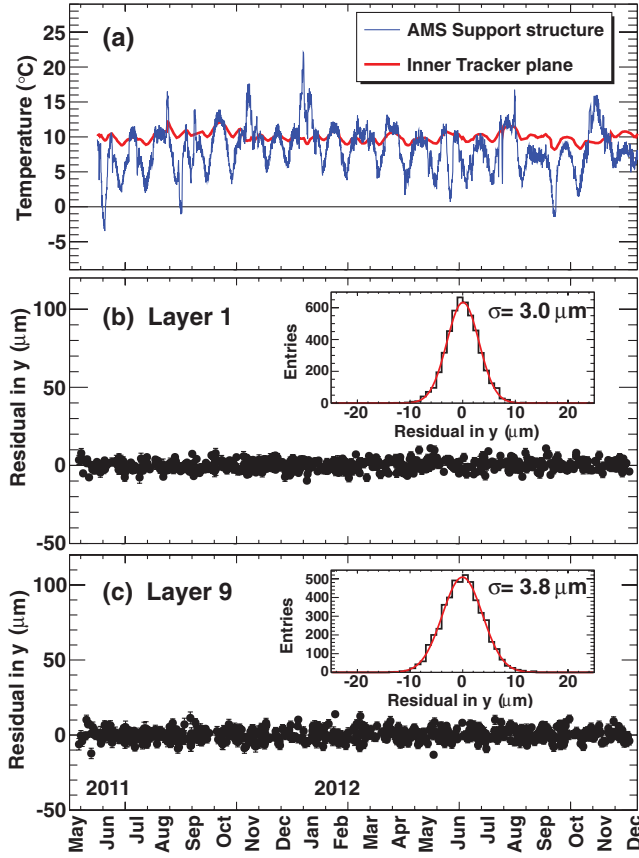 (a)
AMS Support structure
Inner Tracker plane
Temperature (°C)
20
15
10
5
0
-5
(b) Layer 1
σ= 3.0 μm
Entries
600
400
200
0
-20 -10 0 10 20
Residual in y (μm)
Residual in y (μm)
100
50
0
-50
(c) Layer 9
σ= 3.8 μm
Entries
500
400
300
200
100
0
-20 -10 0 10 20
Residual in y (μm)
Residual in y (μm)
100
50
0
-50
2011 2012
May Jun Jul Aug Sep Oct Nov Dec Jan Feb Mar Apr May Jun Jul Aug Sep Oct Nov Dec